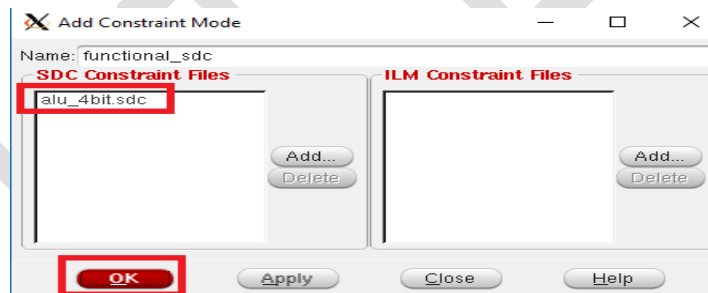 Add Constraint Mode
Name: functional_sdc
SDC Constraint Files
ILM Constraint Files
alu_4bit.sdc
Add...
Add...
Delete
Delete
OK
Apply
Close
Help